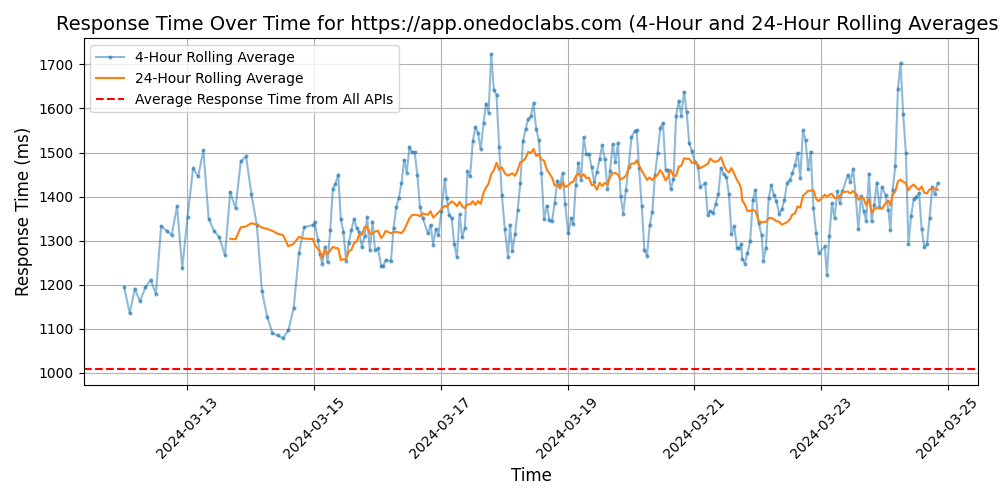 Response Time Over Time for https://app.onedoclabs.com (4-Hour and 24-Hour Rolling Averages
4-Hour Rolling Average
24-Hour Rolling Average
Average Response Time from All APIs
Response Time (ms)
1700
1600
1500
1400
1300
1200
1100
1000
2024-03-13
2024-03-15
2024-03-17
2024-03-19
2024-03-21
2024-03-23
2024-03-25
Time